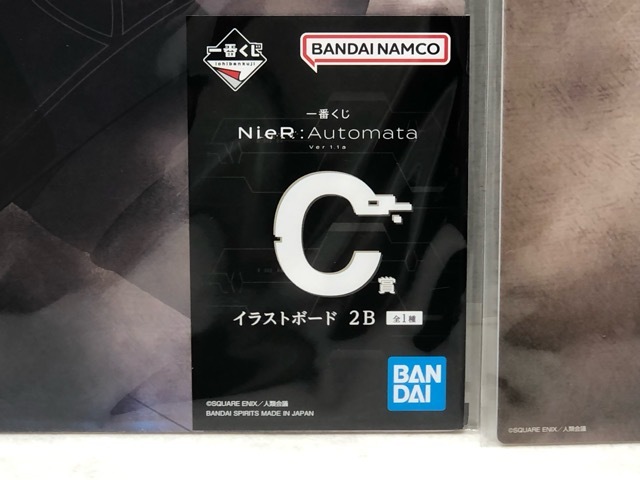 一番くじ
ichibankuji
BANDAI NAMCO
一番くじ
NieR:Automata
Ver1.1a
C賞
イラストボード 2B 全1種
BAN
DAI
©SQUARE ENIX／人類会議
BANDAI SPIRITS MADE IN JAPAN
©SQUARE ENIX／人類会議